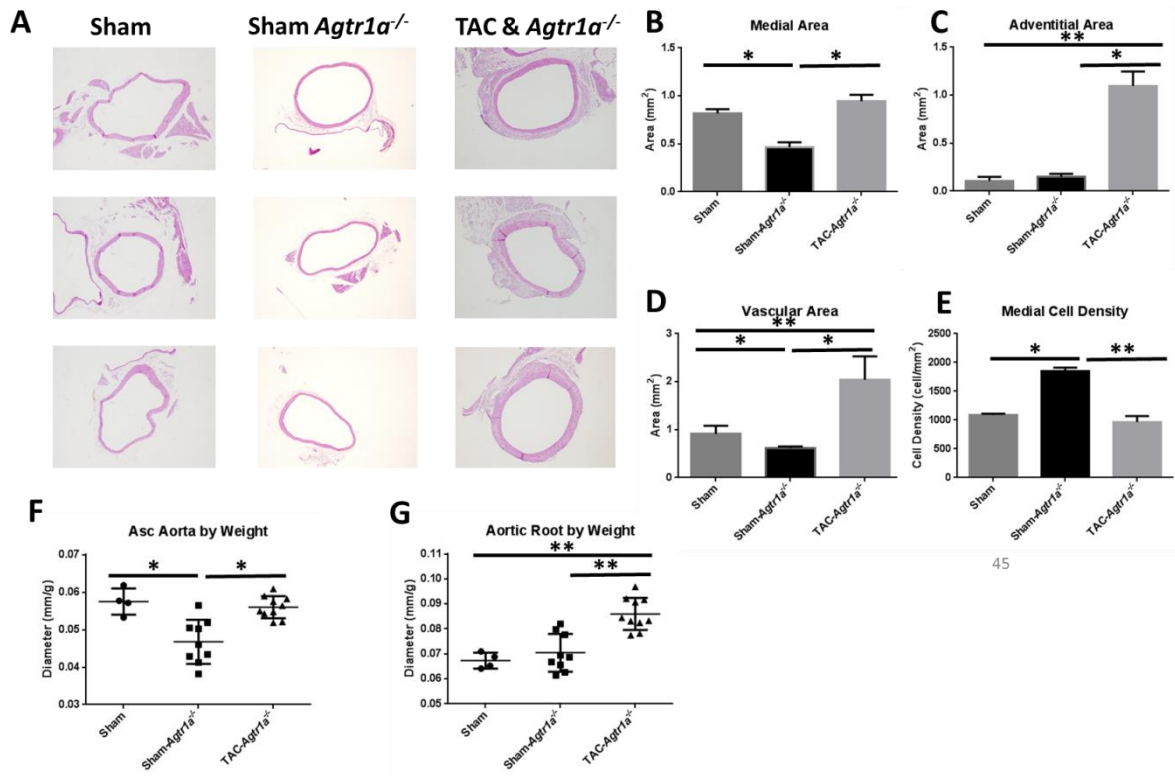 A
Sham
Sham Agtr1a-/-
TAC & Agtr1a-/-
B
Medial Area
*
*
Area (mm²)
1.5
1.0
0.5
0.0
Sham
Sham-Agtr1a-/-
TAC-Agtr1a-/-
C
Adventitial Area
**
*
Area (mm²)
1.5
1.0
0.5
0.0
Sham
Sham-Agtr1a-/-
TAC-Agtr1a-/-
D
Vascular Area
**
*
*
Area (mm²)
3
2
1
0
Sham
Sham-Agtr1a-/-
TAC-Agtr1a-/-
E
Medial Cell Density
*
**
Cell Density (cell/mm²)
2500
2000
1500
1000
500
0
Sham
Sham-Agtr1a-/-
TAC-Agtr1a-/-
F
Asc Aorta by Weight
*
*
Diameter (mm/g)
0.07
0.06
0.05
0.04
0.03
Sham
Sham-Agtr1a-/-
TAC-Agtr1a-/-
G
Aortic Root by Weight
**
**
Diameter (mm/g)
0.11
0.10
0.09
0.08
0.07
0.06
0.05
Sham
Sham-Agtr1a-/-
TAC-Agtr1a-/-
45